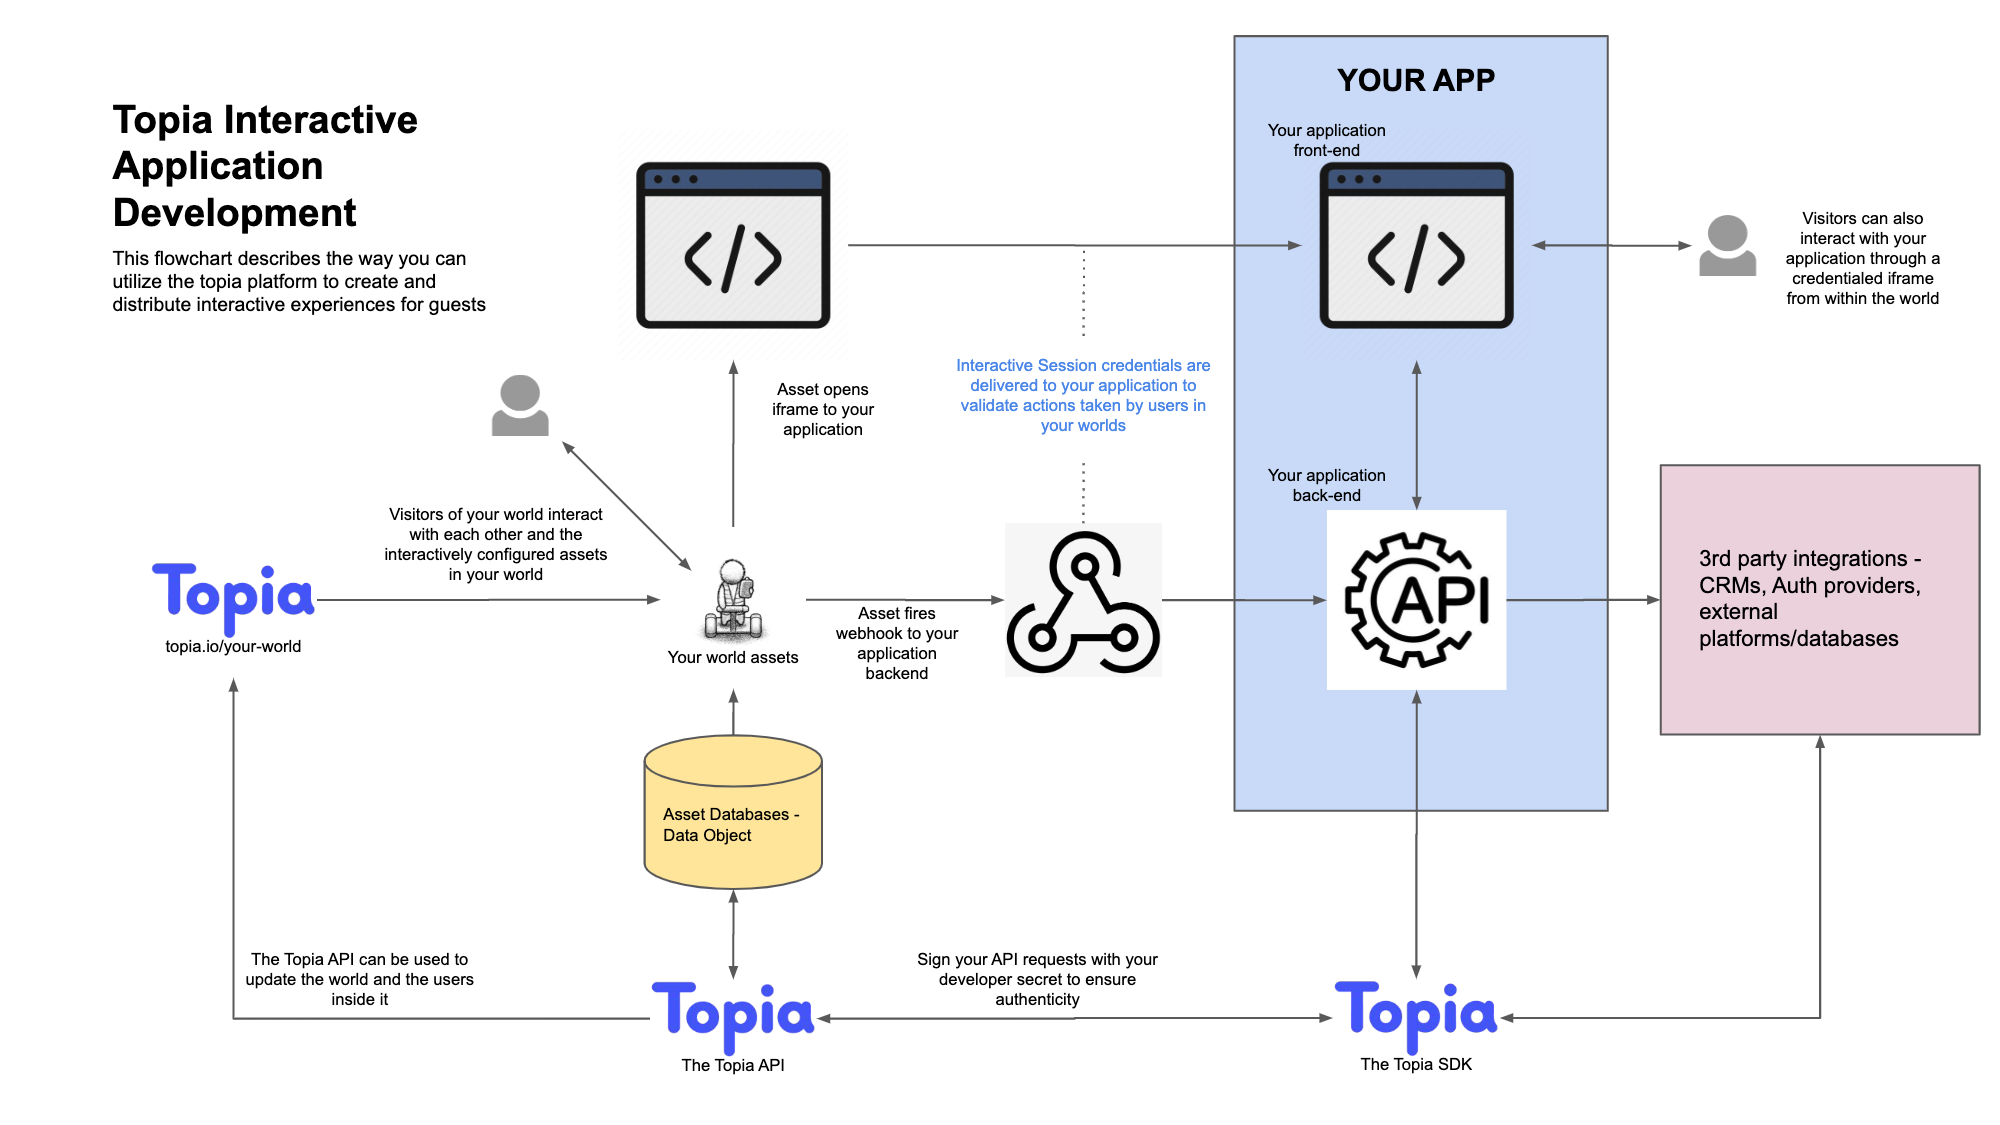 Topia Interactive
Application
Development
This flowchart describes the way you can
utilize the topia platform to create and
distribute interactive experiences for guests
YOUR APP
Your application
front-end
Visitors can also
interact with your
application through a
credentialed iframe
from within the world
Asset opens
iframe to your
application
Interactive Session credentials are
delivered to your application to
validate actions taken by users in
your worlds
Your application
back-end
Visitors of your world interact
with each other and the
interactively configured assets
in your world
Topia
topia.io/your-world
Your world assets
Asset fires
webhook to your
application
backend
API
3rd party integrations -
CRMs, Auth providers,
external
platforms/databases
Asset Databases -
Data Object
The Topia API can be used to
update the world and the users
inside it
Sign your API requests with your
developer secret to ensure
authenticity
Topia
The Topia API
Topia
The Topia SDK